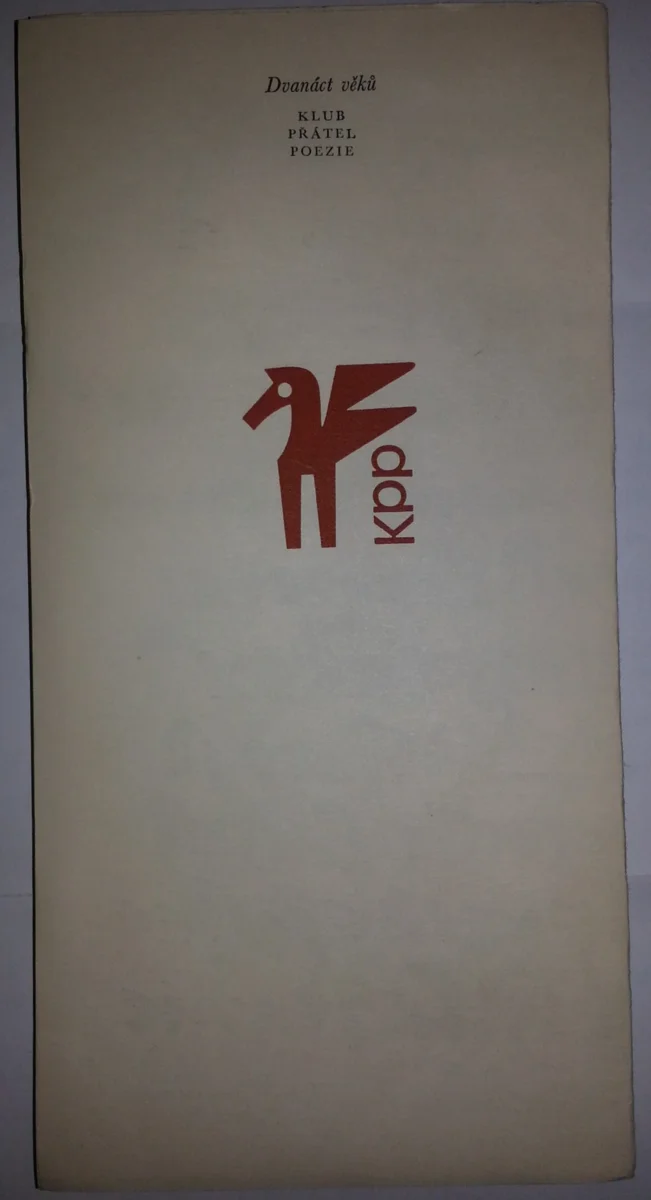 Dvanáct věků
KLUB
PŘÁTEL
POEZIE
kpp